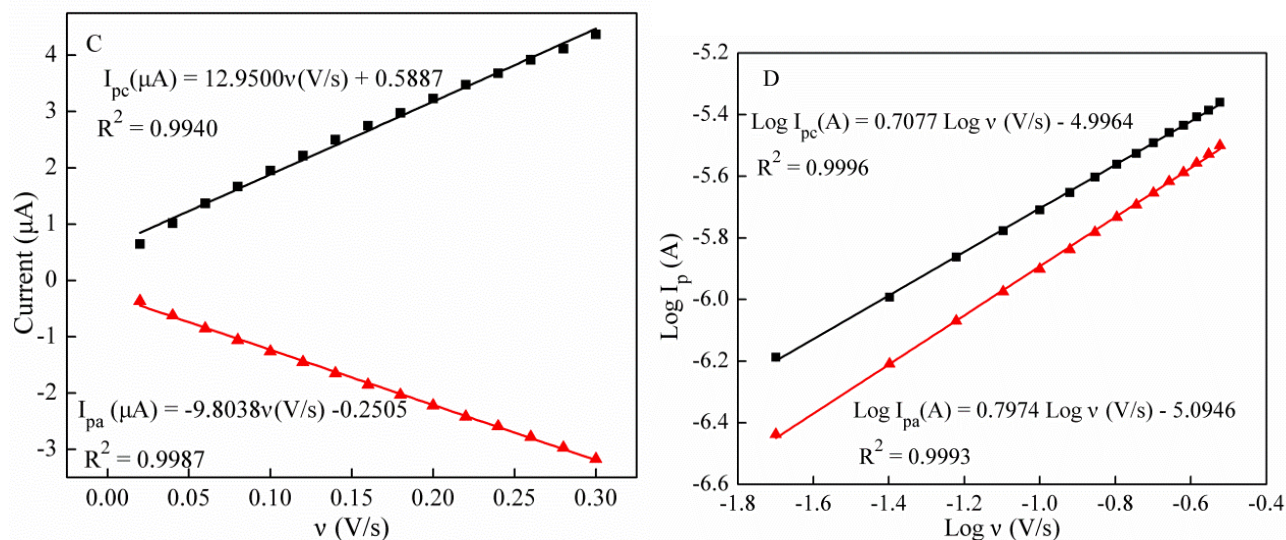 C
I_pc(μA) = 12.9500ν(V/s) + 0.5887
R² = 0.9940
I_pa (μA) = -9.8038ν(V/s) -0.2505
R² = 0.9987
Current (μA)
4
3
2
1
0
-1
-2
-3
0.00 0.05 0.10 0.15 0.20 0.25 0.30
ν (V/s)
D
Log I_pc(A) = 0.7077 Log ν (V/s) - 4.9964
R² = 0.9996
Log I_pa(A) = 0.7974 Log ν (V/s) - 5.0946
R² = 0.9993
Log I_p (A)
-5.2
-5.4
-5.6
-5.8
-6.0
-6.2
-6.4
-6.6
-1.8 -1.6 -1.4 -1.2 -1.0 -0.8 -0.6 -0.4
Log ν (V/s)